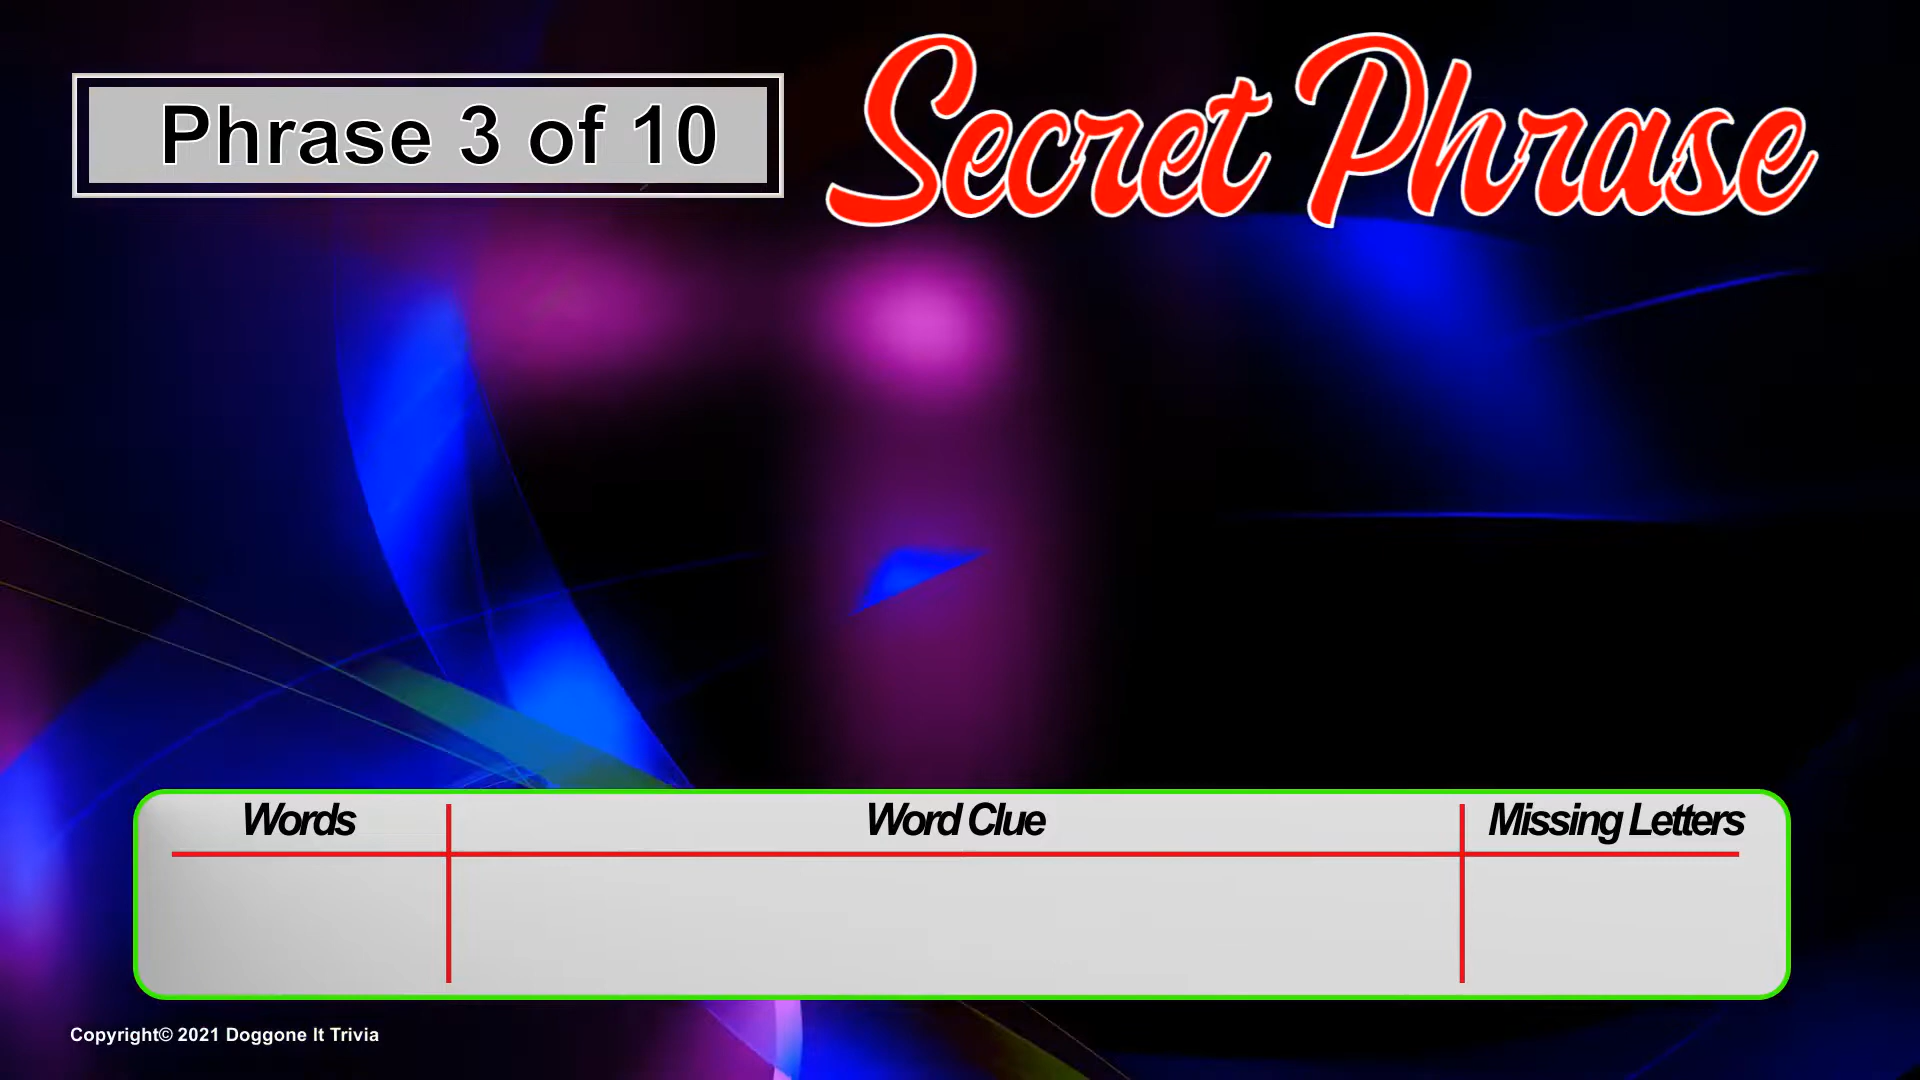 Phrase 3 of 10
Secret Phrase
Words
Word Clue
Missing Letters
Copyright© 2021 Doggone It Trivia